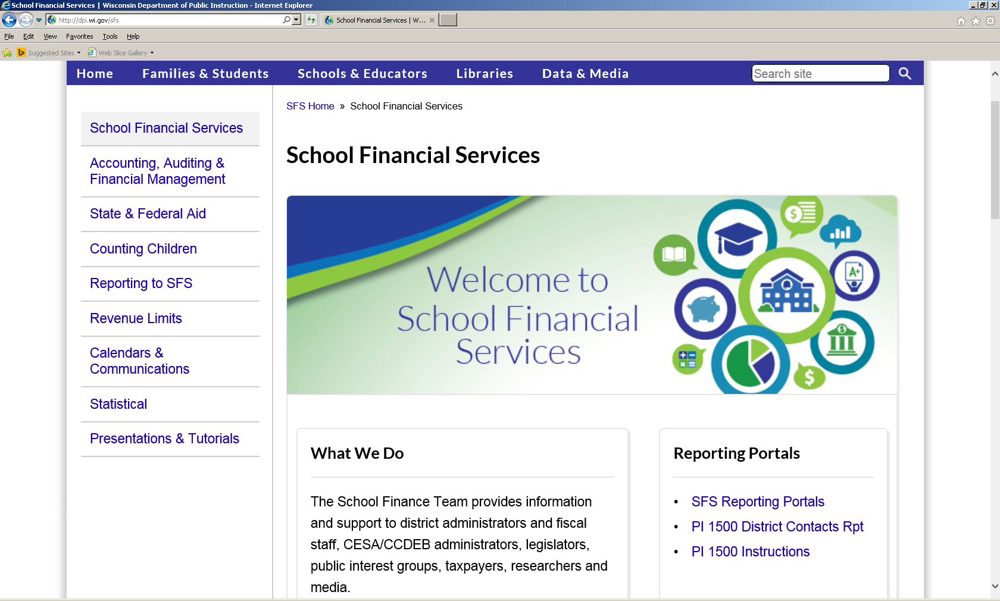 School Financial Services | Wisconsin Department of Public Instruction - Internet Explorer
http://dpi.wi.gov/sfs
School Financial Services | W...
File Edit View Favorites Tools Help
Suggested Sites Web Slice Gallery
Home Families & Students Schools & Educators Libraries Data & Media Search site
SFS Home » School Financial Services
School Financial Services
Accounting, Auditing &
Financial Management
State & Federal Aid
Counting Children
Reporting to SFS
Revenue Limits
Calendars &
Communications
Statistical
Presentations & Tutorials
School Financial Services
Welcome to
School Financial
Services
A+
$
$
$
What We Do
The School Finance Team provides information
and support to district administrators and fiscal
staff, CESA/CCDEB administrators, legislators,
public interest groups, taxpayers, researchers and
media.
Reporting Portals
• SFS Reporting Portals
• PI 1500 District Contacts Rpt
• PI 1500 Instructions